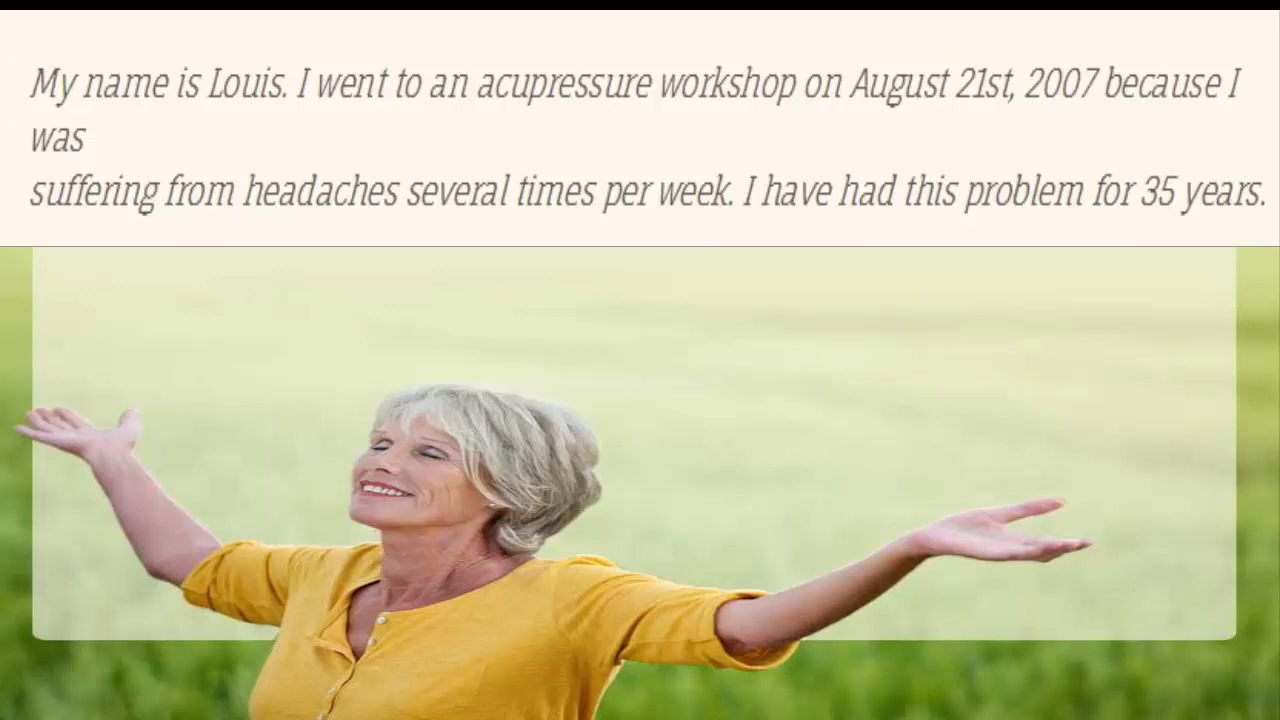 My name is Louis. I went to an acupressure workshop on August 21st, 2007 because I
was
suffering from headaches several times per week. I have had this problem for 35 years.